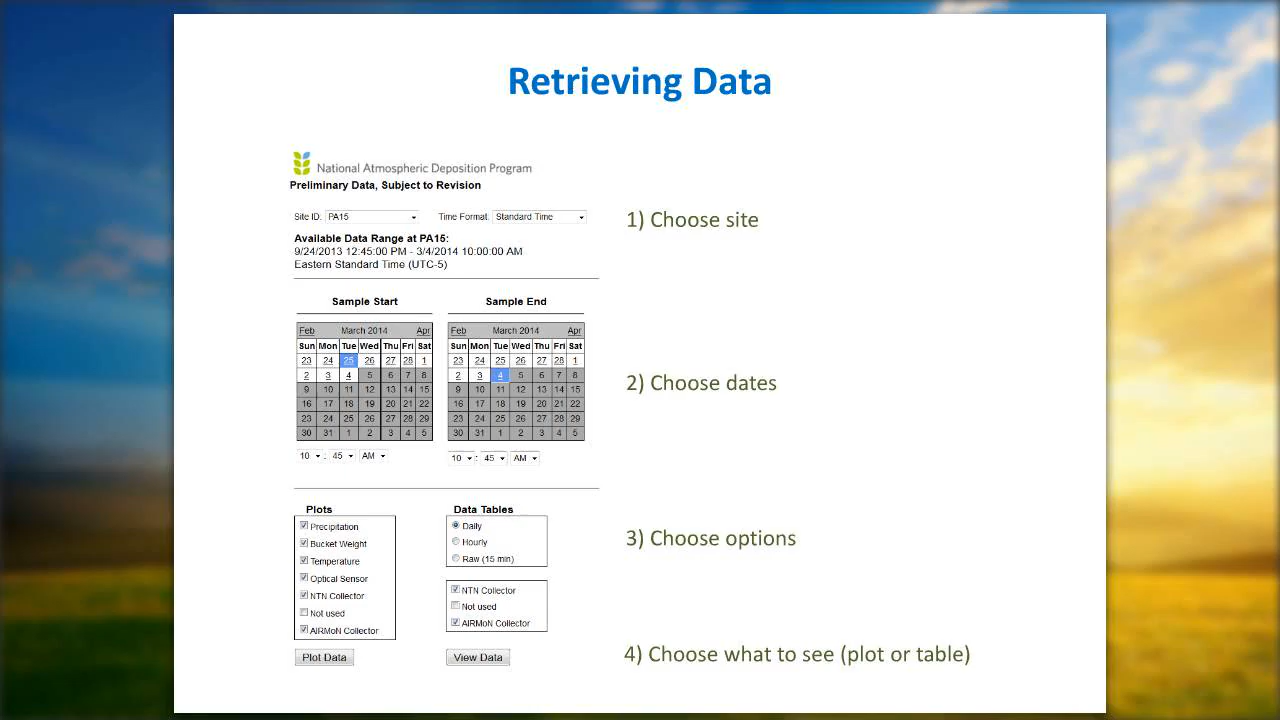 Retrieving Data
National Atmospheric Deposition Program
Preliminary Data, Subject to Revision
Site ID: PA15 Time Format: Standard Time
1) Choose site
Available Data Range at PA15:
9/24/2013 12:45:00 PM - 3/4/2014 10:00:00 AM
Eastern Standard Time (UTC-5)
Sample Start Sample End
Feb March 2014 Apr Feb March 2014 Apr
Sun Mon Tue Wed Thu Fri Sat Sun Mon Tue Wed Thu Fri Sat
23 24 25 26 27 28 1 23 24 25 26 27 28 1
2 3 4 5 6 7 8 2 3 4 5 6 7 8
2) Choose dates
9 10 11 12 13 14 15 9 10 11 12 13 14 15
16 17 18 19 20 21 22 16 17 18 19 20 21 22
23 24 25 26 27 28 29 23 24 25 26 27 28 29
30 31 1 2 3 4 5 30 31 1 2 3 4 5
10 : 45 AM 10 : 45 AM
Plots Data Tables
Precipitation Daily
Bucket Weight Hourly
3) Choose options
Temperature Raw (15 min)
Optical Sensor
NTN Collector NTN Collector
Not used Not used
AIRMoN Collector AIRMoN Collector
Plot Data View Data
4) Choose what to see (plot or table)